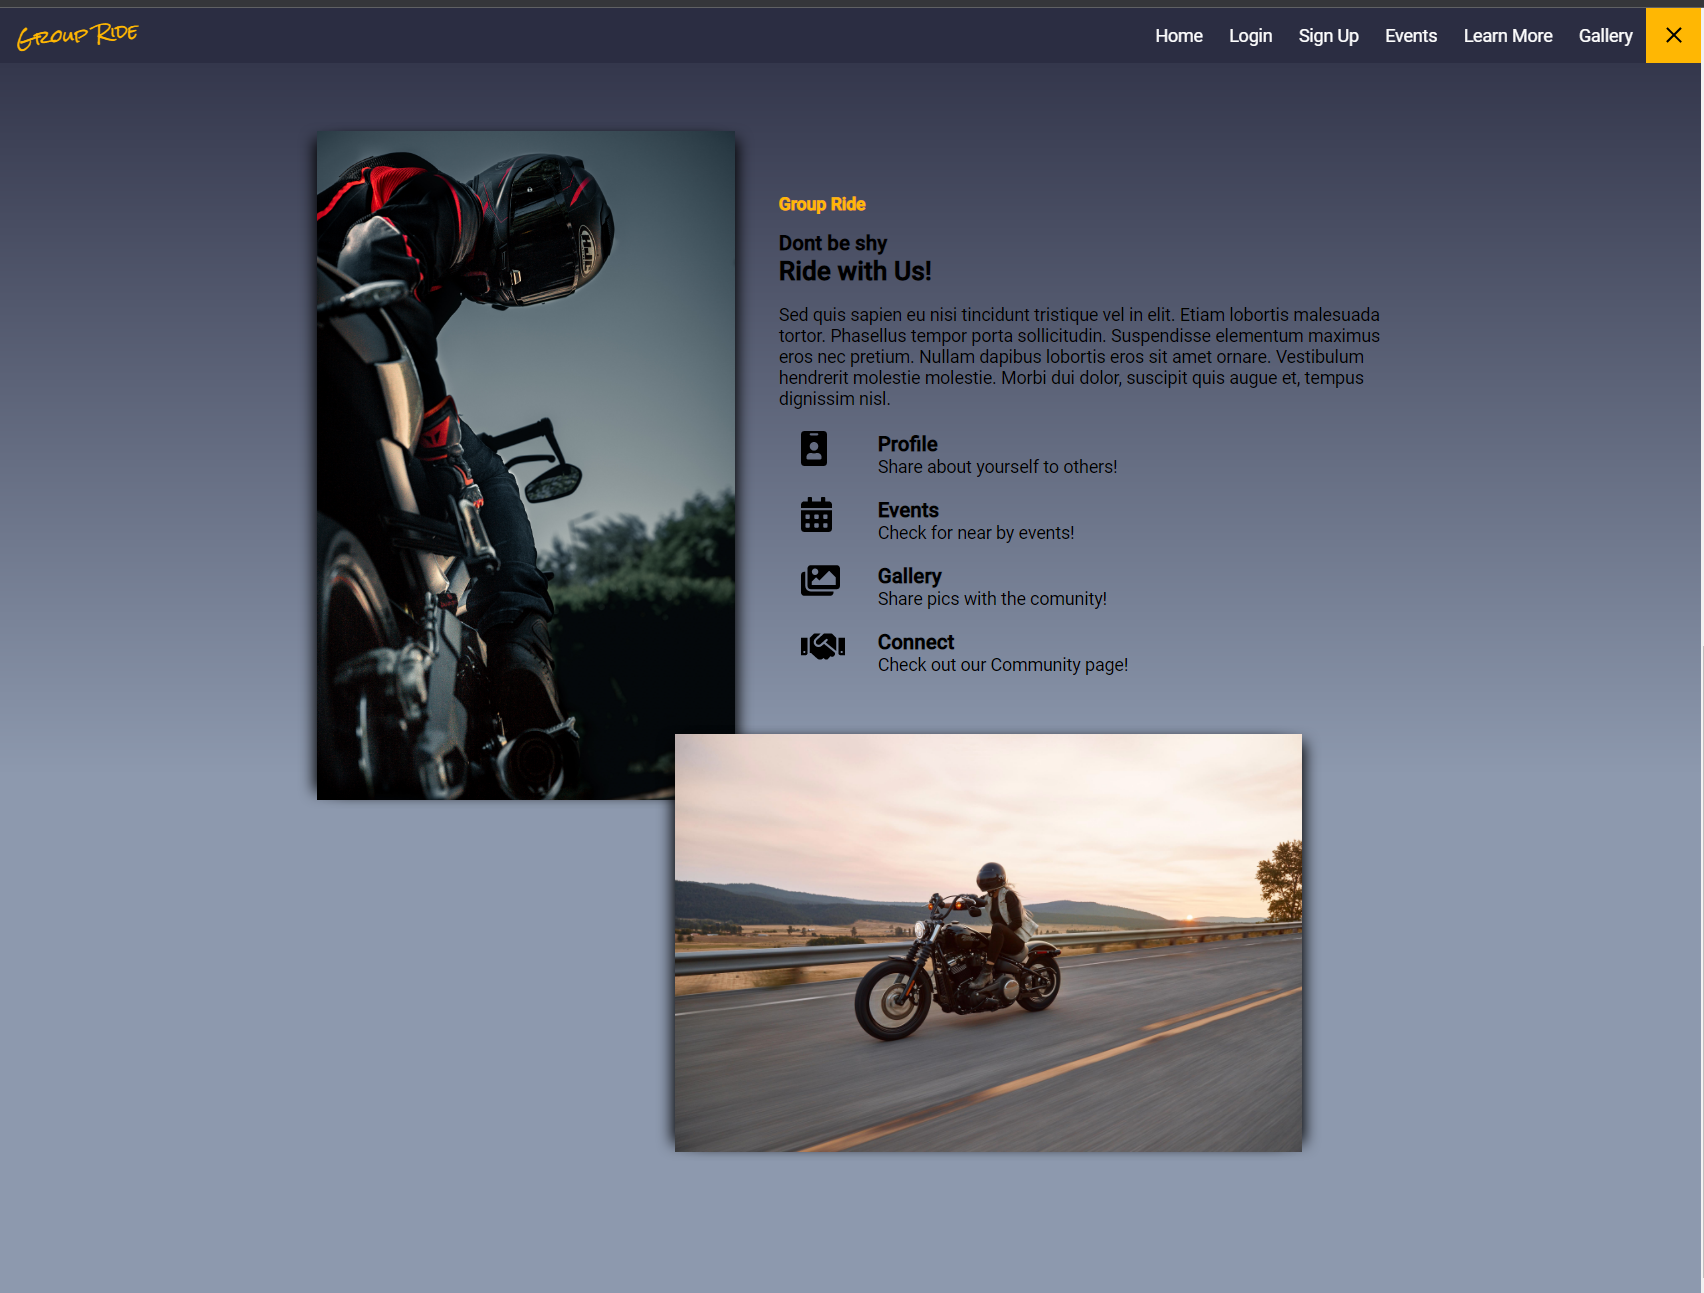 Group Ride
Home Login Sign Up Events Learn More Gallery
Group Ride
Dont be shy
Ride with Us!
Sed quis sapien eu nisi tincidunt tristique vel in elit. Etiam lobortis malesuada
tortor. Phasellus tempor porta sollicitudin. Suspendisse elementum maximus
eros nec pretium. Nullam dapibus lobortis eros sit amet ornare. Vestibulum
hendrerit molestie molestie. Morbi dui dolor, suscipit quis augue et, tempus
dignissim nisl.
Profile
Share about yourself to others!
Events
Check for near by events!
Gallery
Share pics with the comunity!
Connect
Check out our Community page!
HJC